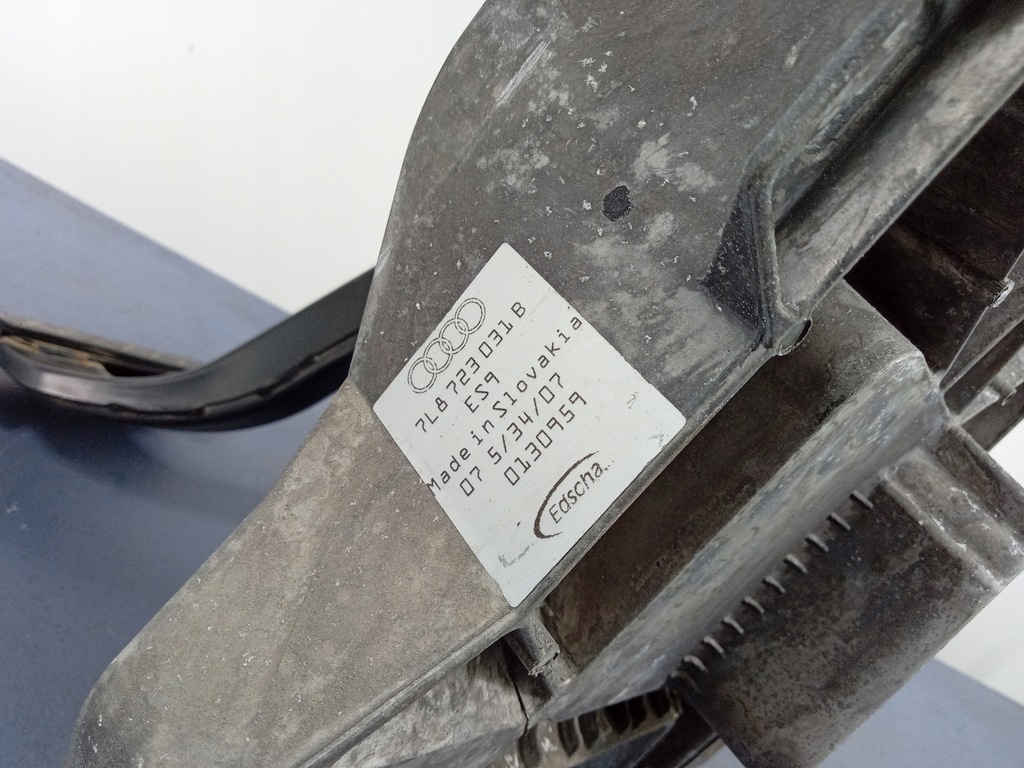 7L8 723 031 B
ES9
Made in Slovakia
07 5/34/07
0130959
Edscha